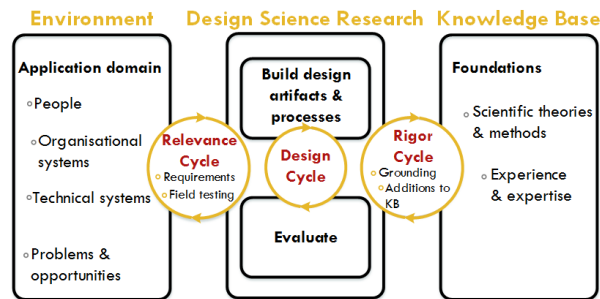 Environment
Design Science Research
Knowledge Base
Application domain
People
Organisational
systems
Technical systems
Problems &
opportunities
Relevance
Cycle
Requirements
Field testing
Build design
artifacts &
processes
Design
Cycle
Evaluate
Rigor
Cycle
Grounding
Additions to
KB
Foundations
Scientific theories
& methods
Experience
& expertise